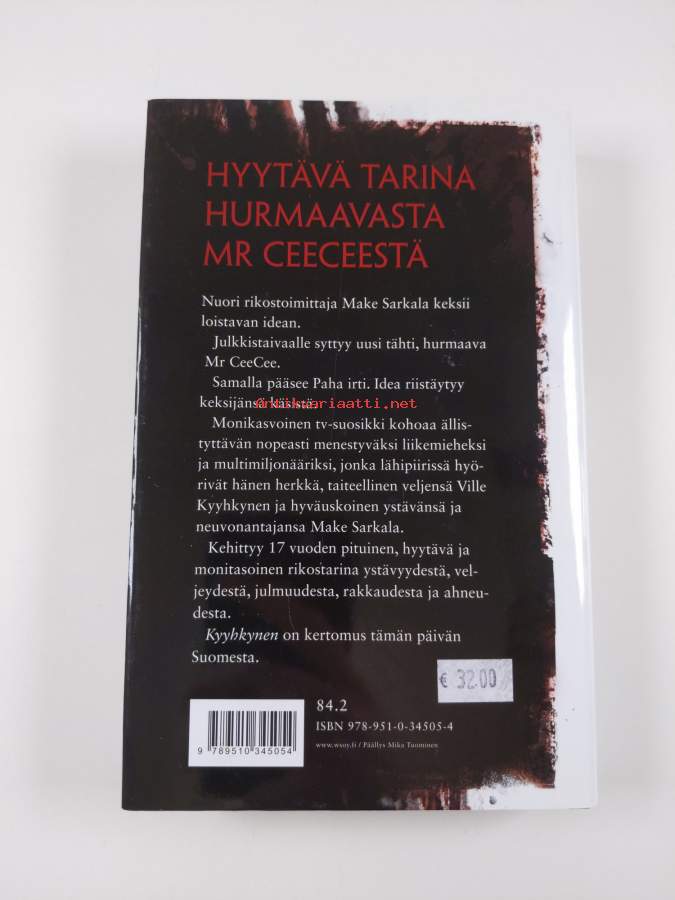 HYYTÄVÄ TARINA
HURMAAVASTA
MR CEECEESTÄ
Nuori rikostoimittaja Make Sarkala keksii
loistavan idean.
Julkkistaivaalle syttyy uusi tähti, hurmaava
Mr CeeCee.
Samalla pääsee Paha irti. Idea riistäytyy
keksijänsä käsistä.
Antikvariaatti.net
Monikasvoinen tv-suosikki kohoaa ällis-
tyttävän nopeasti menestyväksi liikemieheksi
ja multimiljonääriksi, jonka lähipiirissä hyö-
rivät hänen herkkä, taiteellinen veljensä Ville
Kyyhkynen ja hyväuskoinen ystävänsä ja
neuvonantajansa Make Sarkala.
Kehittyy 17 vuoden pituinen, hyytävä ja
monitasoinen rikostarina ystävyydestä, vel-
jeydestä, julmuudesta, rakkaudesta ja ahneu-
desta.
Kyyhkynen on kertomus tämän päivän
Suomesta.
€ 32.00
84.2
ISBN 978-951-0-34505-4
www.wsoy.fi / Päällys Mika Tuominen
9 789510 345054